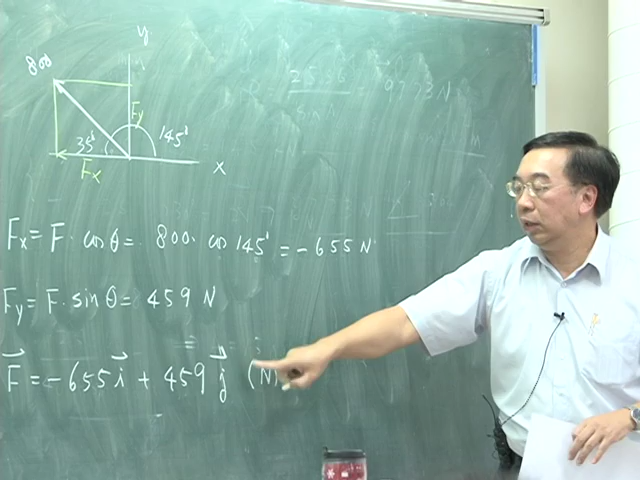 y
800
Fy
35°
145°
Fx
x
Fx = F · cos θ = 800 · cos 145° = -655 N
Fy = F · sin θ = 459 N
F⃗ = -655 i⃗ + 459 j⃗ (N)